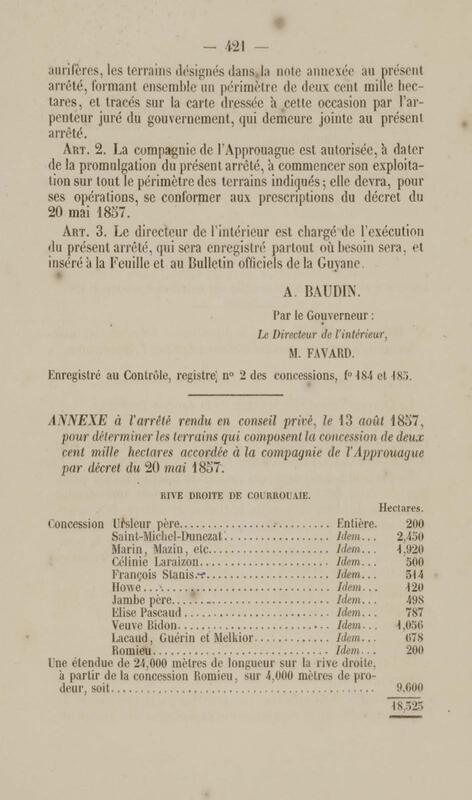 — 421 —
aurifères, les terrains désignés dans la note annexée au présent
arrêté, formant ensemble un périmètre de deux cent mille hec-
tares, et tracés sur la carte dressée à cette occasion par l'ar-
penteur juré du gouvernement, qui demeure jointe au présent
arrêté.
ART. 2. La compagnie de l'Approuague est autorisée, à dater
de la promulgation du présent arrêté, à commencer son exploita-
tion sur tout le périmètre des terrains indiqués; elle devra, pour
ses opérations, se conformer aux prescriptions du décret du
20 mai 1857.
ART. 3. Le directeur de l'intérieur est chargé de l'exécution
du présent arrêté, qui sera enregistré partout où besoin sera, et
inséré à la Feuille et au Bulletin officiels de la Guyane.
A. BAUDIN.
Par le Gouverneur :
Le Directeur de l'intérieur,
M. FAVARD.
Enregistré au Contrôle, registre n° 2 des concessions, f° 184 et 185.
ANNEXE à l'arrêté rendu en conseil privé, le 13 août 1857,
pour déterminer les terrains qui composent la concession de deux
cent mille hectares accordée à la compagnie de l'Approuague
par décret du 20 mai 1857.
RIVE DROITE DE COURROUAIE.
Hectares.
Concession Ursleur père........................... Entière. 200
Saint-Michel-Dunezat.................... Idem... 2,450
Marin, Mazin, etc....................... Idem... 1,920
Célinie Laraizon........................ Idem... 500
François Stanis......................... Idem... 314
Howe.................................... Idem... 120
Jambe père.............................. Idem... 498
Elise Pascaud........................... Idem... 787
Veuve Bidon............................. Idem... 1,056
Lacaud, Guérin et Melkior............... Idem... 678
Romieu.................................. Idem... 200
Une étendue de 24,000 mètres de longueur sur la rive droite,
à partir de la concession Romieu, sur 4,000 mètres de pro-
deur, soit............................................. 9,600
18,323